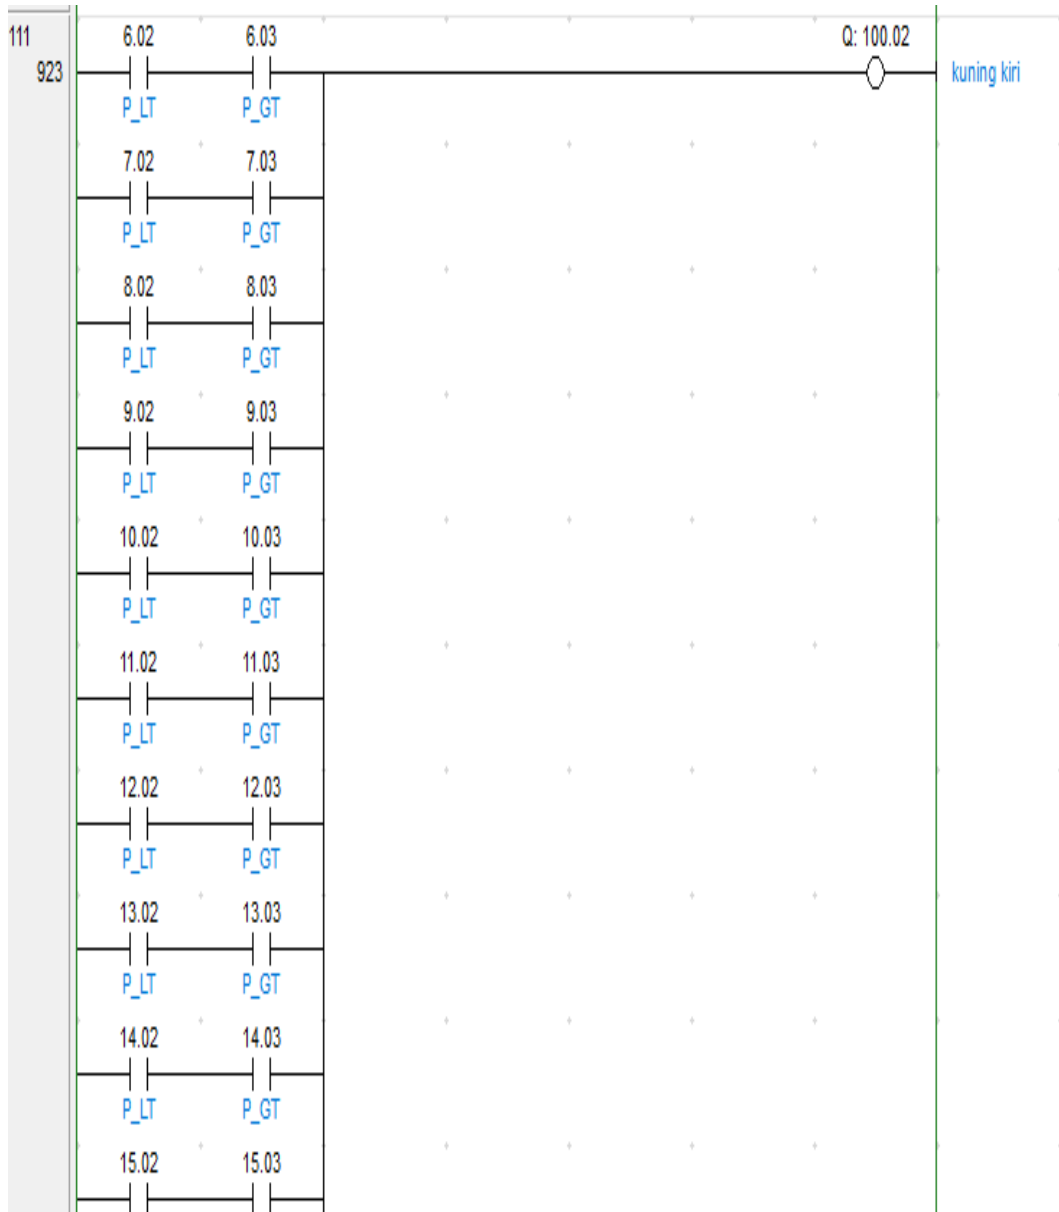 111 6.02 6.03 Q: 100.02
923 kuning kiri
P_LT P_GT
7.02 7.03
P_LT P_GT
8.02 8.03
P_LT P_GT
9.02 9.03
P_LT P_GT
10.02 10.03
P_LT P_GT
11.02 11.03
P_LT P_GT
12.02 12.03
P_LT P_GT
13.02 13.03
P_LT P_GT
14.02 14.03
P_LT P_GT
15.02 15.03